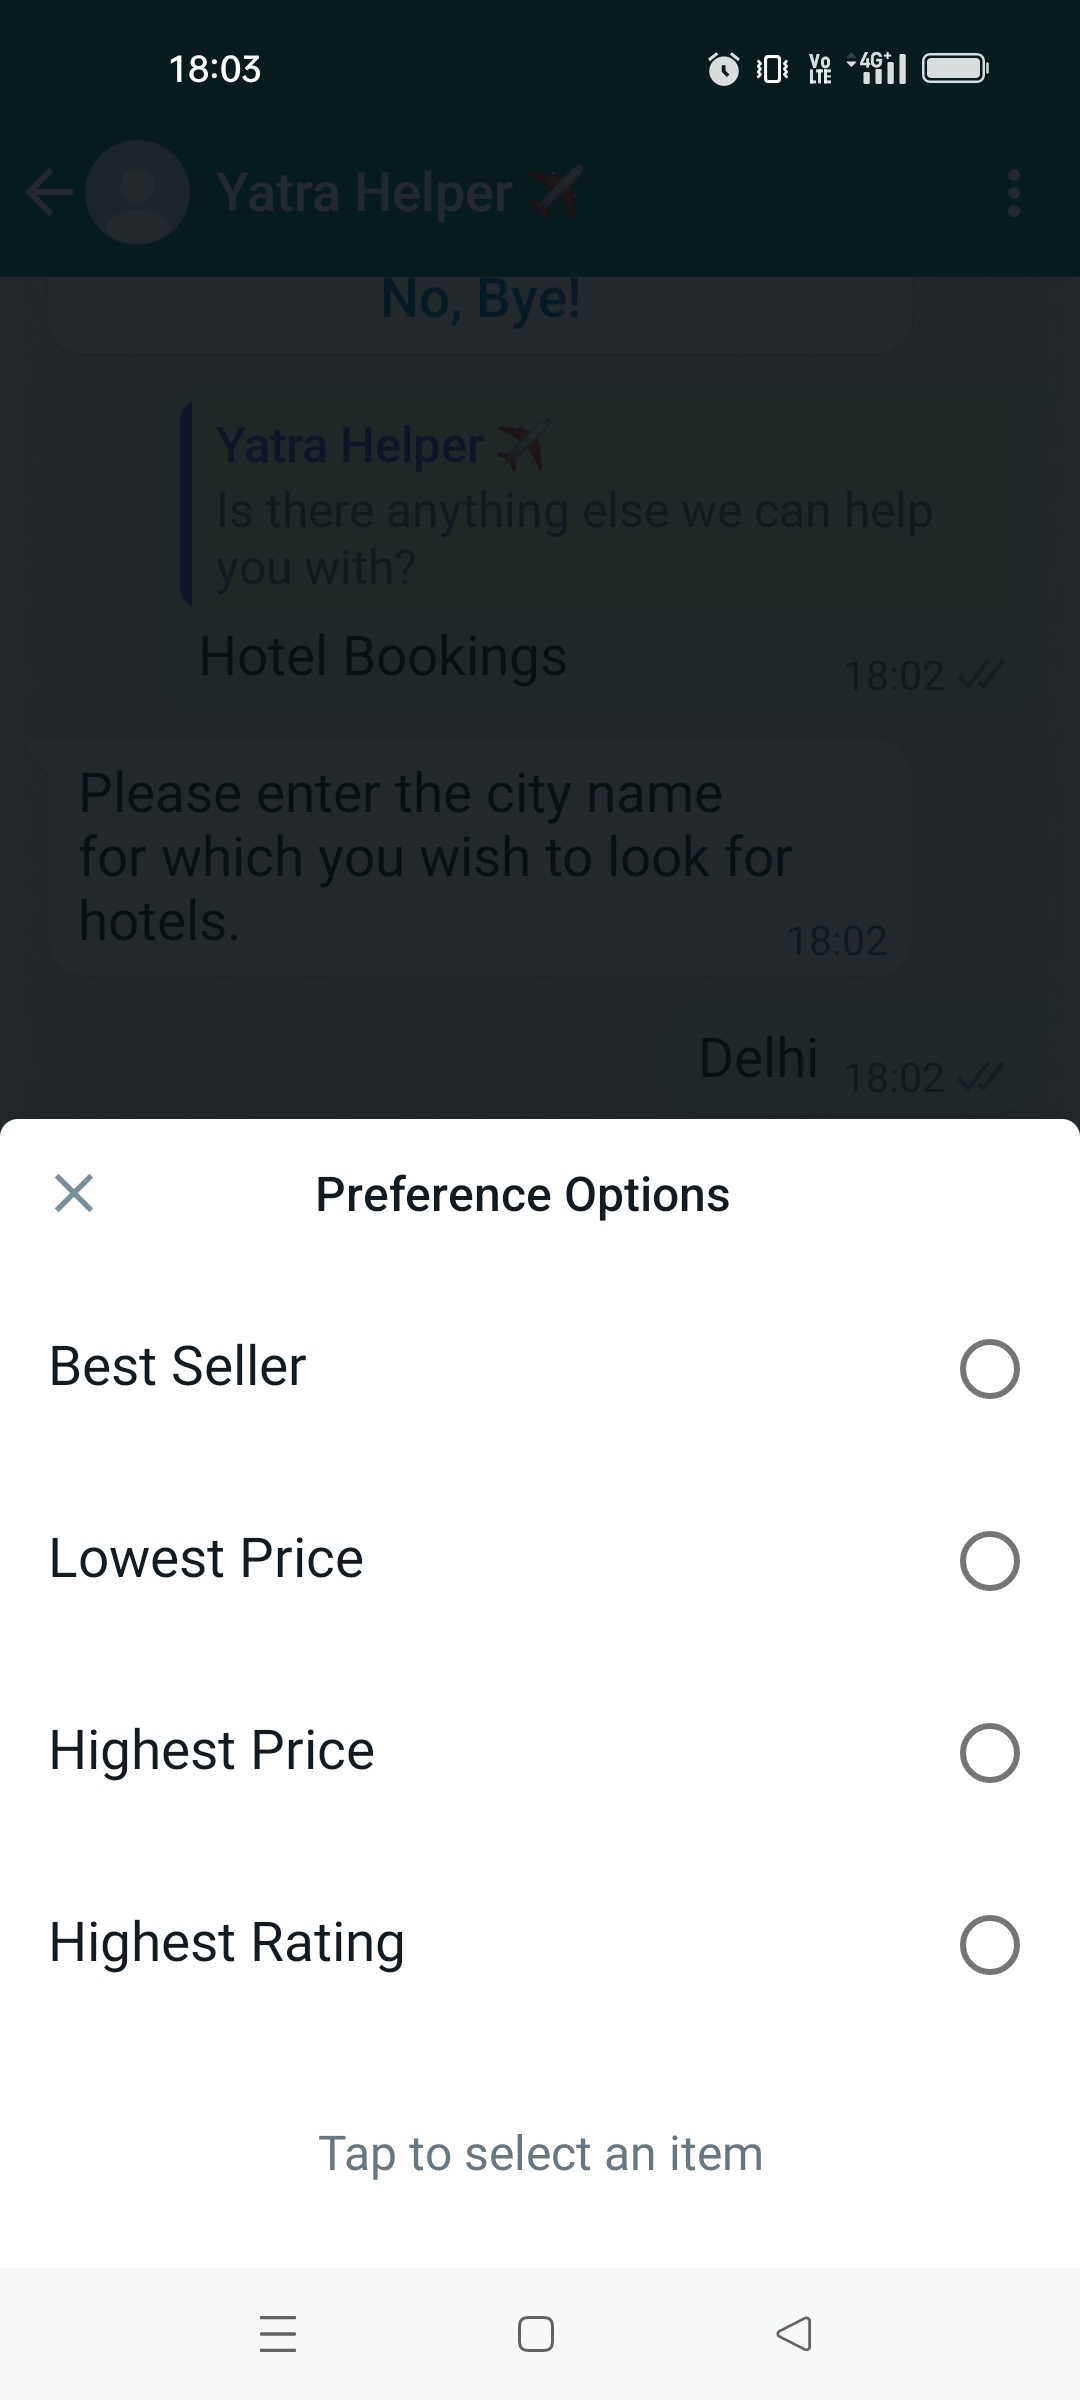 18:03
Vo
LTE
4G+
Yatra Helper
No, Bye!
Yatra Helper
Is there anything else we can help
you with?
Hotel Bookings
18:02
Please enter the city name
for which you wish to look for
hotels.
18:02
Delhi 18:02
Preference Options
Best Seller
Lowest Price
Highest Price
Highest Rating
Tap to select an item